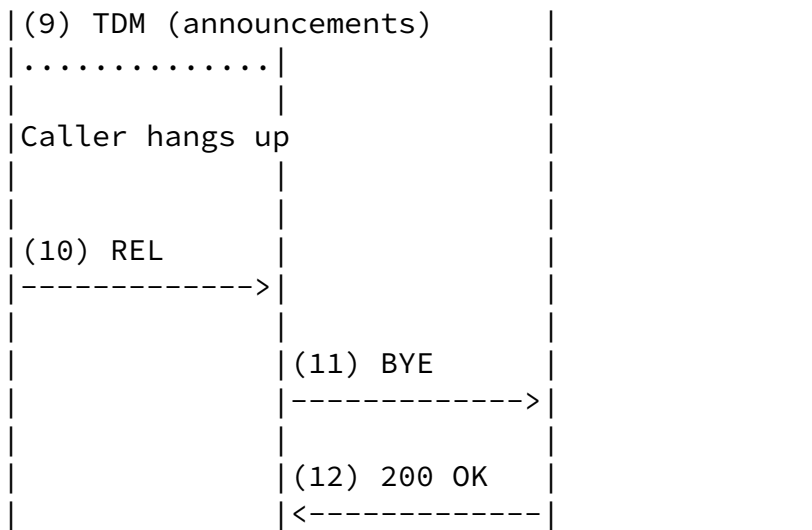 |(9) TDM (announcements)       |
|..............|               |
|               |               |
|Caller hangs up                |
|               |               |
|               |               |
|(10) REL       |               |
|------------->|               |
|               |               |
|               |(11) BYE       |
|               |------------->|
|               |               |
|               |(12) 200 OK    |
|               |<-------------|